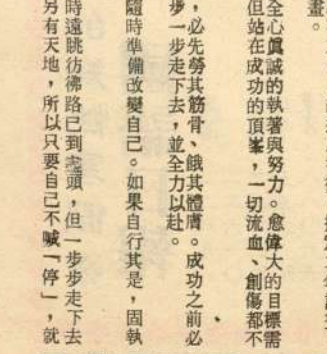 盡。
全心眞誠的執著與努力。愈偉大的目標需
但站在成功的頂峯，一切流血、創傷都不
，必先勞其筋骨、餓其體膚。成功之前必
步一步走下去，並全力以赴。
隨時準備改變自己。如果自行其是，固執
時遠眺彷彿路已到盡頭，但一步步走下去
另有天地，所以只要自己不喊「停」，就